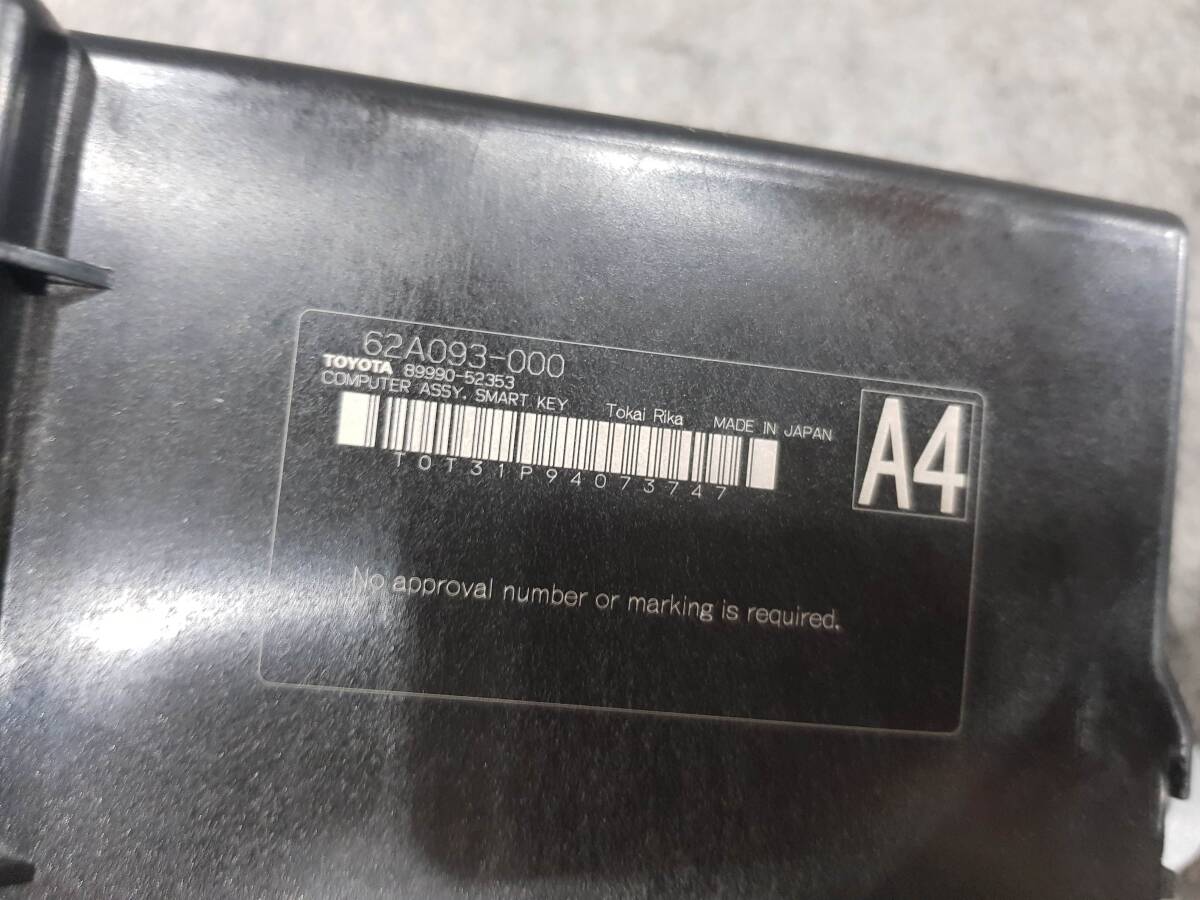 62A093-000
TOYOTA 89990-52353
COMPUTER ASSY, SMART KEY Tokai Rika MADE IN JAPAN
A4
T0T31P94073747
No approval number or marking is required.